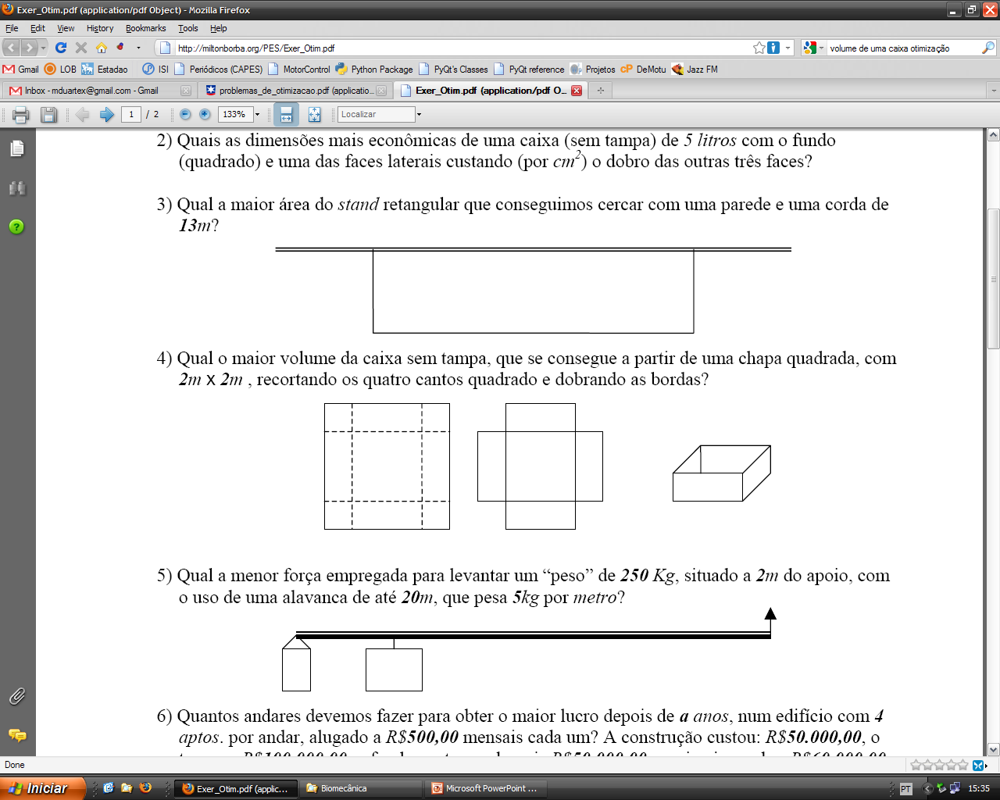 Exer_Otim.pdf (application/pdf Object) - Mozilla Firefox
File Edit View History Bookmarks Tools Help
http://miltonborba.org/PES/Exer_Otim.pdf
volume de uma caixa otimização
Gmail LOB Estadao ISI Periódicos (CAPES) MotorControl Python Package PyQt's Classes PyQt reference Projetos DeMotu Jazz FM
Inbox - mduartex@gmail.com - Gmail problemas_de_otimizacao.pdf (applicatio... Exer_Otim.pdf (application/pdf O...
1 / 2 133% Localizar
2) Quais as dimensões mais econômicas de uma caixa (sem tampa) de 5 litros com o fundo
(quadrado) e uma das faces laterais custando (por cm²) o dobro das outras três faces?
3) Qual a maior área do stand retangular que conseguimos cercar com uma parede e uma corda de
13m?
4) Qual o maior volume da caixa sem tampa, que se consegue a partir de uma chapa quadrada, com
2m x 2m , recortando os quatro cantos quadrado e dobrando as bordas?
5) Qual a menor força empregada para levantar um “peso” de 250 Kg, situado a 2m do apoio, com
o uso de uma alavanca de até 20m, que pesa 5kg por metro?
6) Quantos andares devemos fazer para obter o maior lucro depois de a anos, num edifício com 4
aptos. por andar, alugado a R$500,00 mensais cada um? A construção custou: R$50.000,00, o
Done
Iniciar Exer_Otim.pdf (applic... Biomecânica Microsoft PowerPoint ... PT 15:35